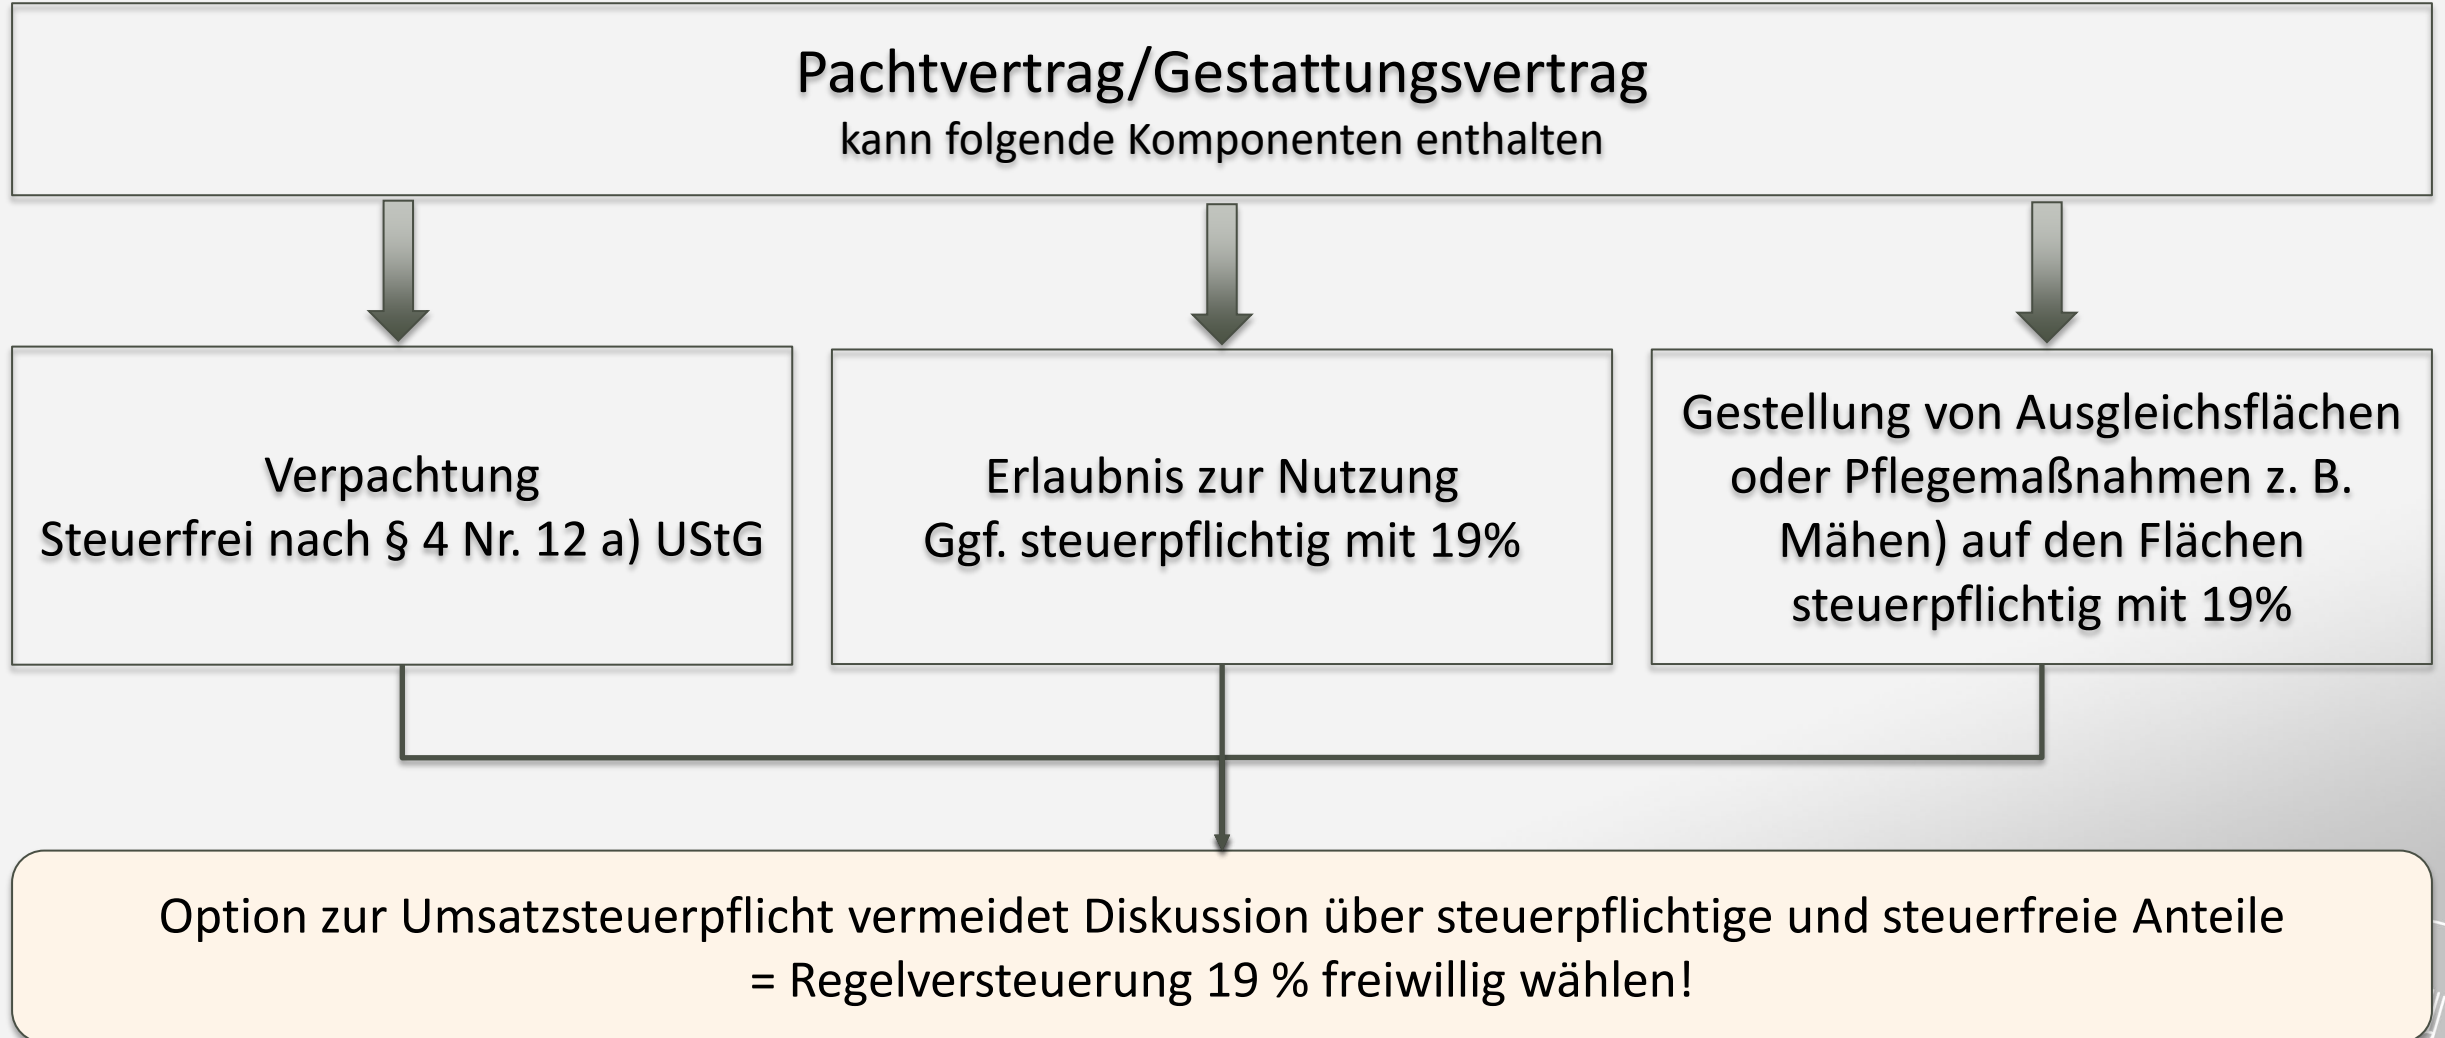 Pachtvertrag/Gestattungsvertrag
kann folgende Komponenten enthalten
Verpachtung
Steuerfrei nach § 4 Nr. 12 a) UStG
Erlaubnis zur Nutzung
Ggf. steuerpflichtig mit 19%
Gestellung von Ausgleichsflächen
oder Pflegemaßnahmen z. B.
Mähen) auf den Flächen
steuerpflichtig mit 19%
Option zur Umsatzsteuerpflicht vermeidet Diskussion über steuerpflichtige und steuerfreie Anteile
= Regelversteuerung 19 % freiwillig wählen!